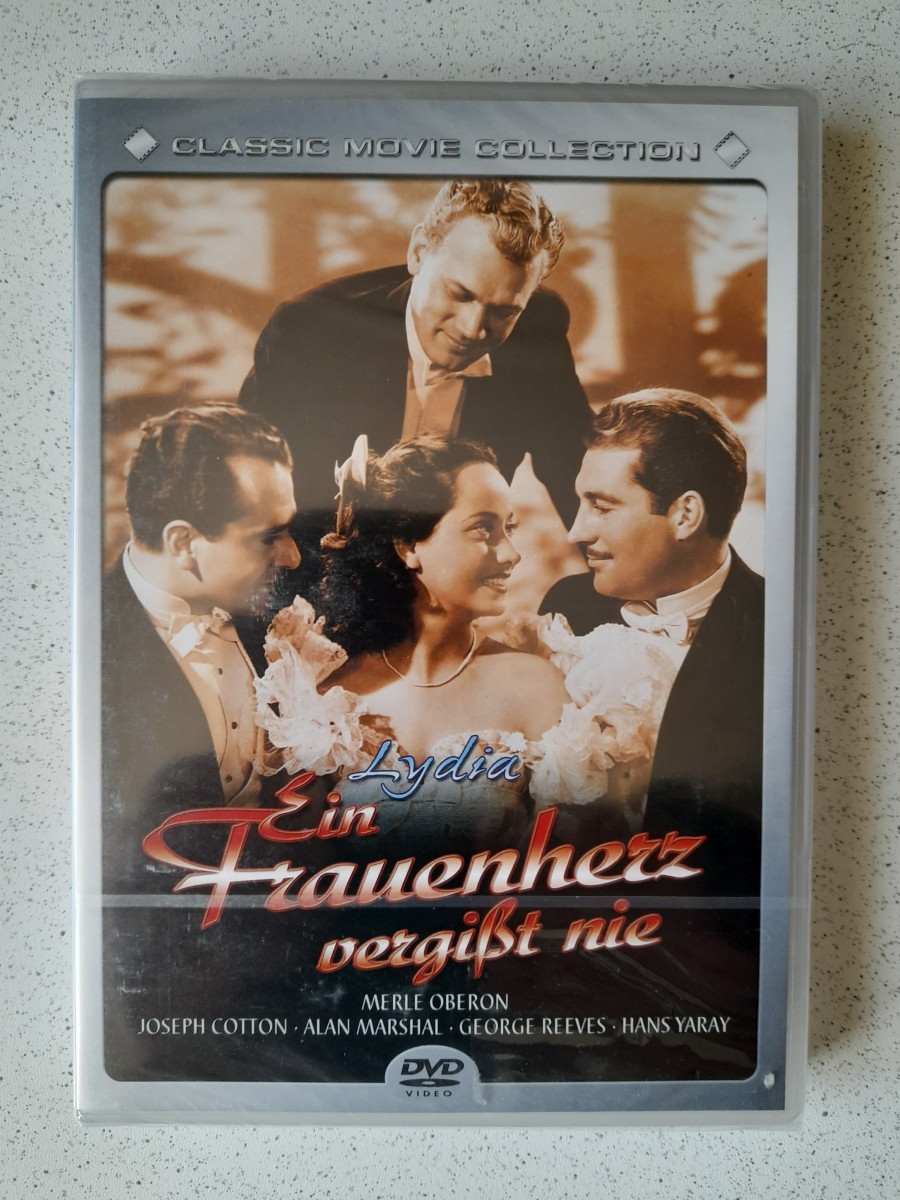 CLASSIC MOVIE COLLECTION
Lydia
Ein
Frauenherz
vergißt nie
MERLE OBERON
JOSEPH COTTON · ALAN MARSHAL · GEORGE REEVES · HANS YARAY
DVD
VIDEO